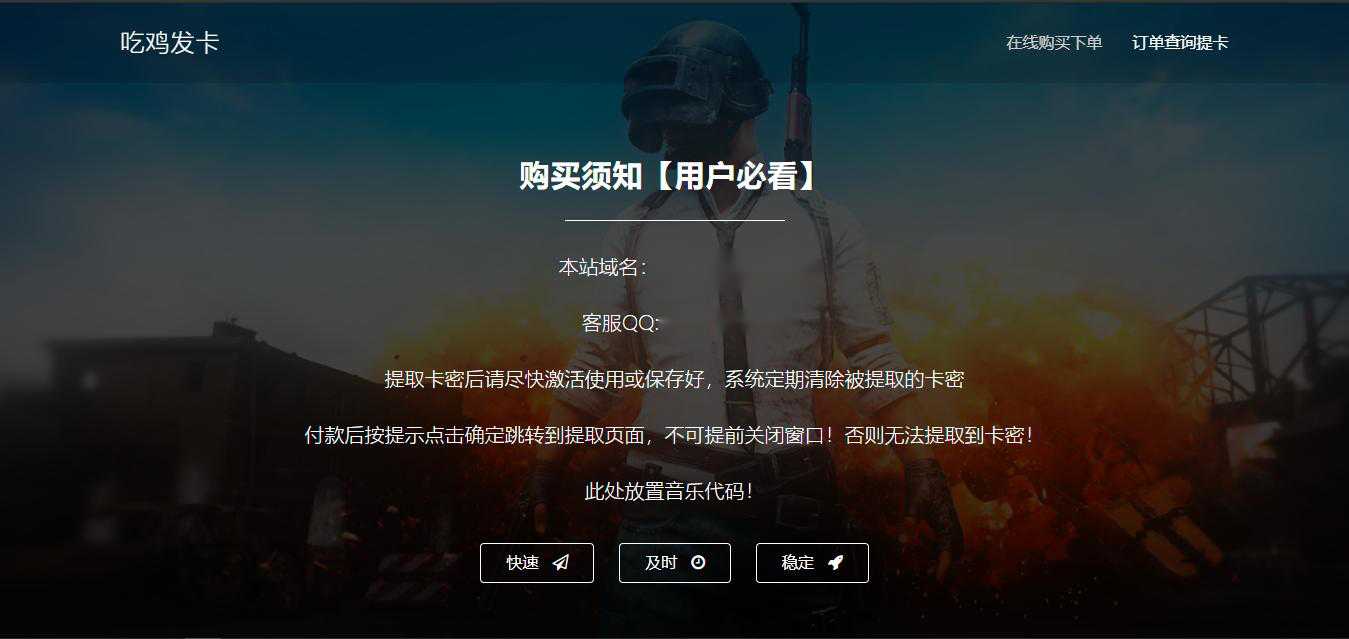 吃鸡发卡
在线购买下单 订单查询提卡
购买须知【用户必看】
本站域名：
客服QQ:
提取卡密后请尽快激活使用或保存好，系统定期清除被提取的卡密
付款后按提示点击确定跳转到提取页面，不可提前关闭窗口！否则无法提取到卡密！
此处放置音乐代码！
快速 及时 稳定